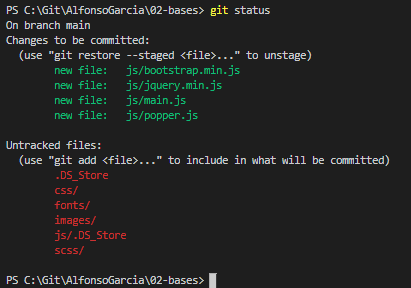 PS C:\Git\AlfonsoGarcia\02-bases> git status
On branch main
Changes to be committed:
  (use "git restore --staged <file>..." to unstage)
        new file:   js/bootstrap.min.js
        new file:   js/jquery.min.js
        new file:   js/main.js
        new file:   js/popper.js

Untracked files:
  (use "git add <file>..." to include in what will be committed)
        .DS_Store
        css/
        fonts/
        images/
        js/.DS_Store
        scss/

PS C:\Git\AlfonsoGarcia\02-bases>